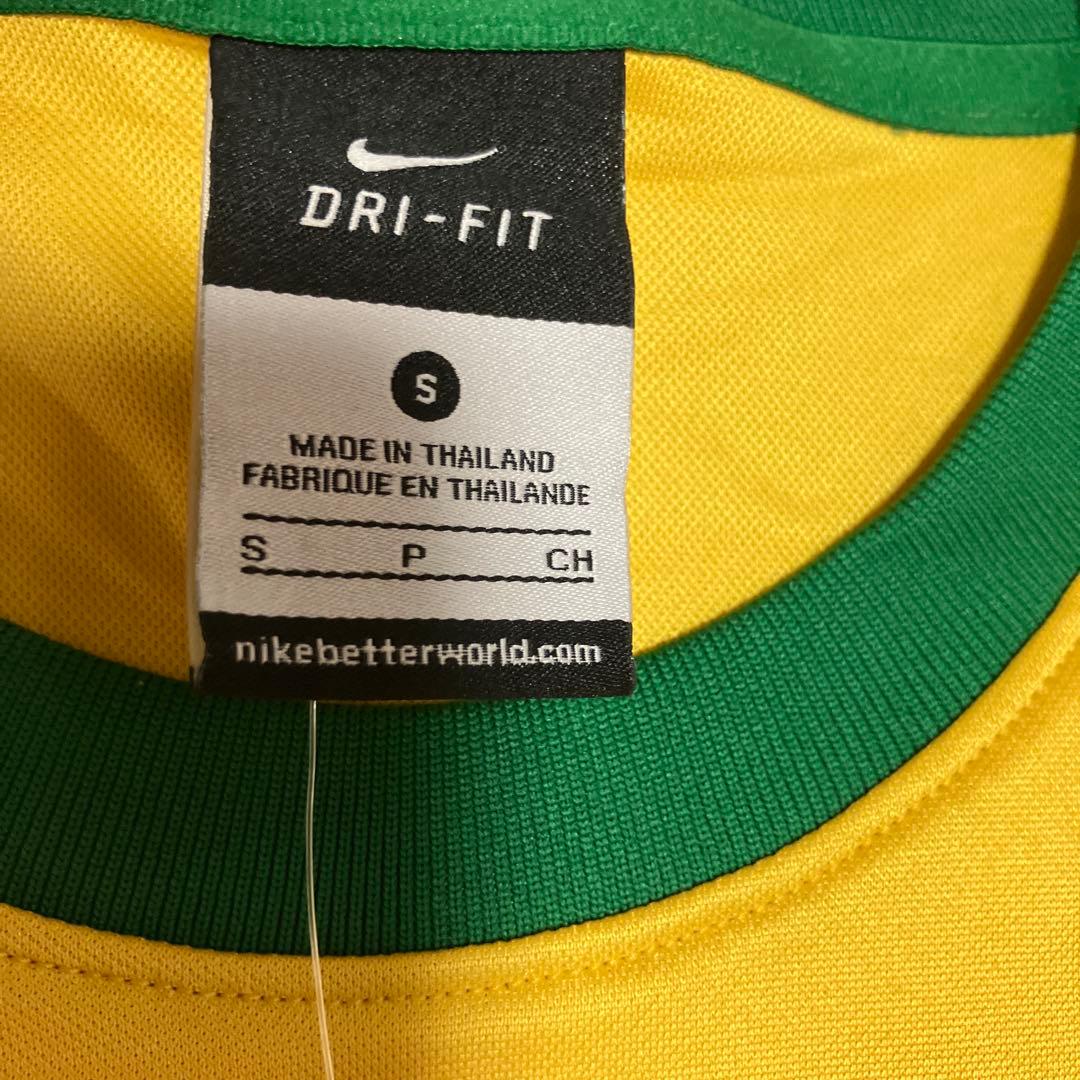 DRI-FIT
S
MADE IN THAILAND
FABRIQUE EN THAILANDE
S P CH
nikebetterworld.com